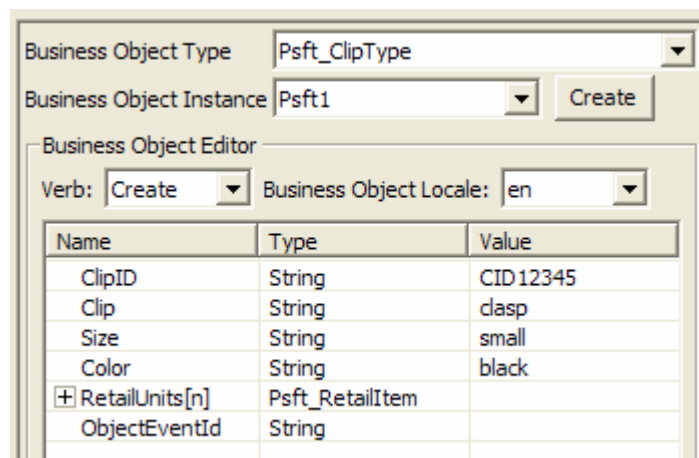 Business Object Type Psft_ClipType
Business Object Instance Psft1 Create
Business Object Editor
Verb: Create Business Object Locale: en
Name Type Value
ClipID String CID12345
Clip String clasp
Size String small
Color String black
RetailUnits[n] Psft_RetailItem
ObjectEventId String